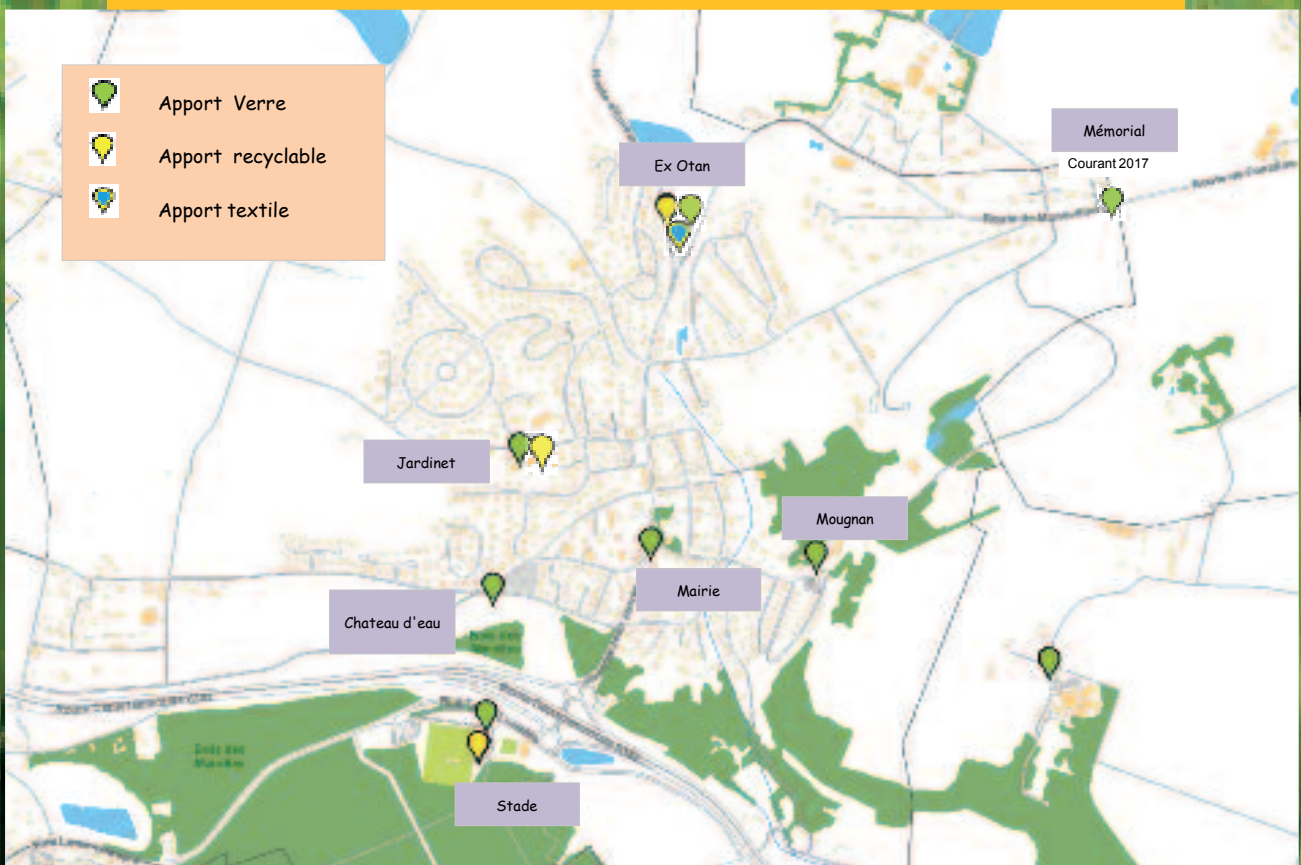 Apport Verre
Apport recyclable
Apport textile
Ex Otan
Mémorial
Courant 2017
Jardinet
Mougnan
Mairie
Chateau d'eau
Stade